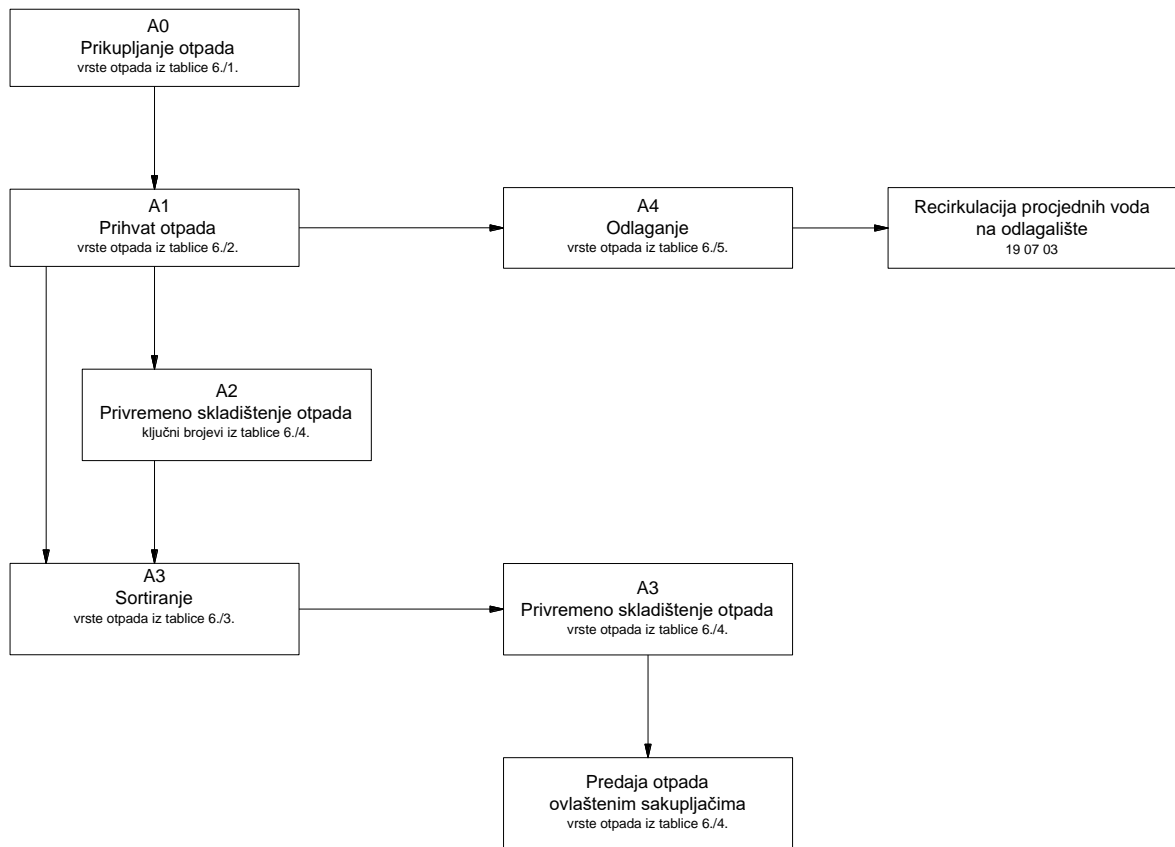 A0
Prikupljanje otpada
vrste otpada iz tablice 6./1.
A1
Prihvat otpada
vrste otpada iz tablice 6./2.
A4
Odlaganje
vrste otpada iz tablice 6./5.
Recirkulacija procjednih voda
na odlagalište
19 07 03
A2
Privremeno skladištenje otpada
ključni brojevi iz tablice 6./4.
A3
Sortiranje
vrste otpada iz tablice 6./3.
A3
Privremeno skladištenje otpada
vrste otpada iz tablice 6./4.
Predaja otpada
ovlaštenim sakupljačima
vrste otpada iz tablice 6./4.